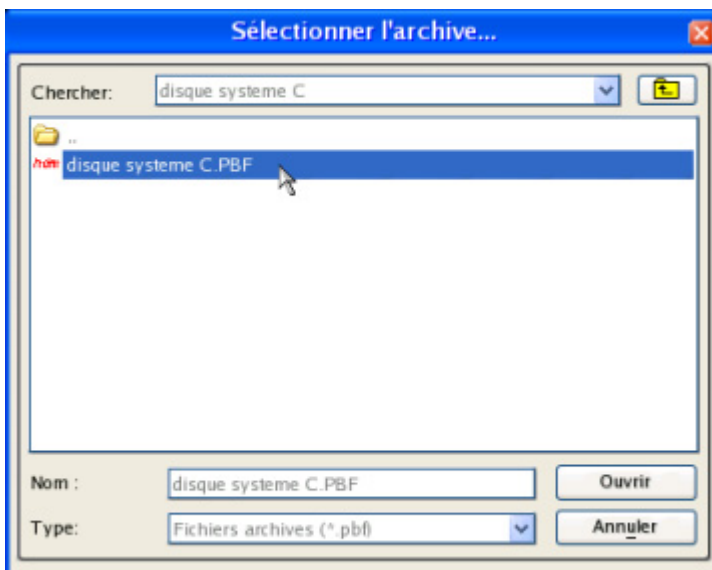 Sélectionner l'archive...
Chercher: disque systeme C
..
disque systeme C.PBF
Nom : disque systeme C.PBF Ouvrir
Type: Fichiers archives (*.pbf) Annuler